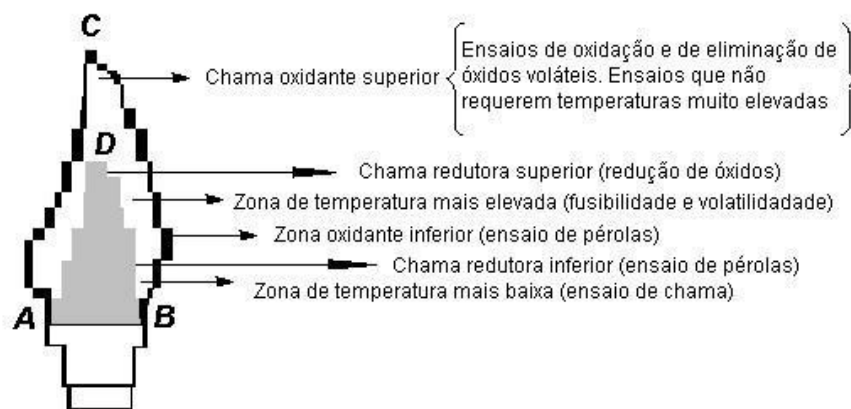 C
Chama oxidante superior
Ensaios de oxidação e de eliminação de
óxidos voláteis. Ensaios que não
requerem temperaturas muito elevadas
D
Chama redutora superior (redução de óxidos)
Zona de temperatura mais elevada (fusibilidade e volatilidadade)
Zona oxidante inferior (ensaio de pérolas)
Chama redutora inferior (ensaio de pérolas)
Zona de temperatura mais baixa (ensaio de chama)
A
B